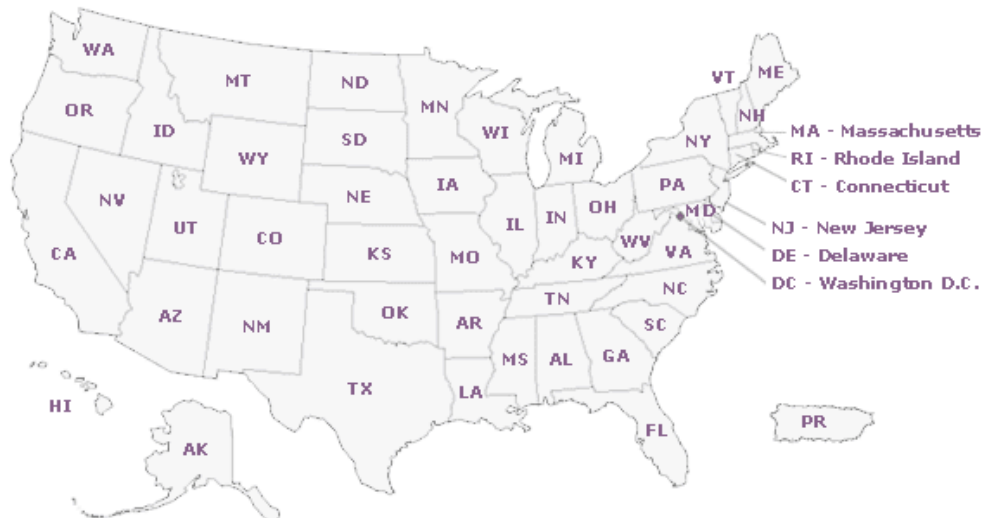 WA
MT
ND
MN
VT
ME
OR
ID
SD
WI
MI
NY
NH
MA - Massachusetts
RI - Rhode Island
CT - Connecticut
WY
NV
UT
CO
NE
IA
IL
IN
OH
PA
MD
NJ - New Jersey
DE - Delaware
DC - Washington D.C.
CA
KS
MO
KY
WV
VA
AZ
NM
OK
AR
TN
NC
SC
TX
LA
MS
AL
GA
FL
HI
AK
PR